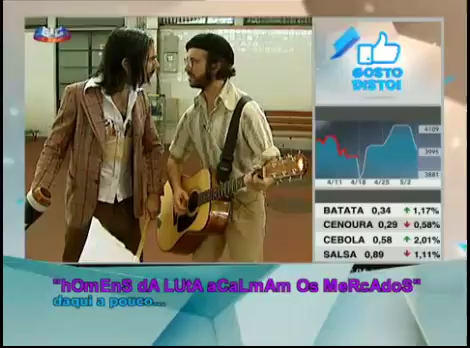 SIC
GOSTO
DISTO!
4109
3995
3881
4/11 4/18 4/25 5/2
BATATA 0,34 1,17%
CENOURA 0,29 0,58%
CEBOLA 0,58 2,01%
SALSA 0,89 1,11%
"hOmEnS dA LUtA aCaLmAm Os MeRcAdoS"
daqui a pouco...